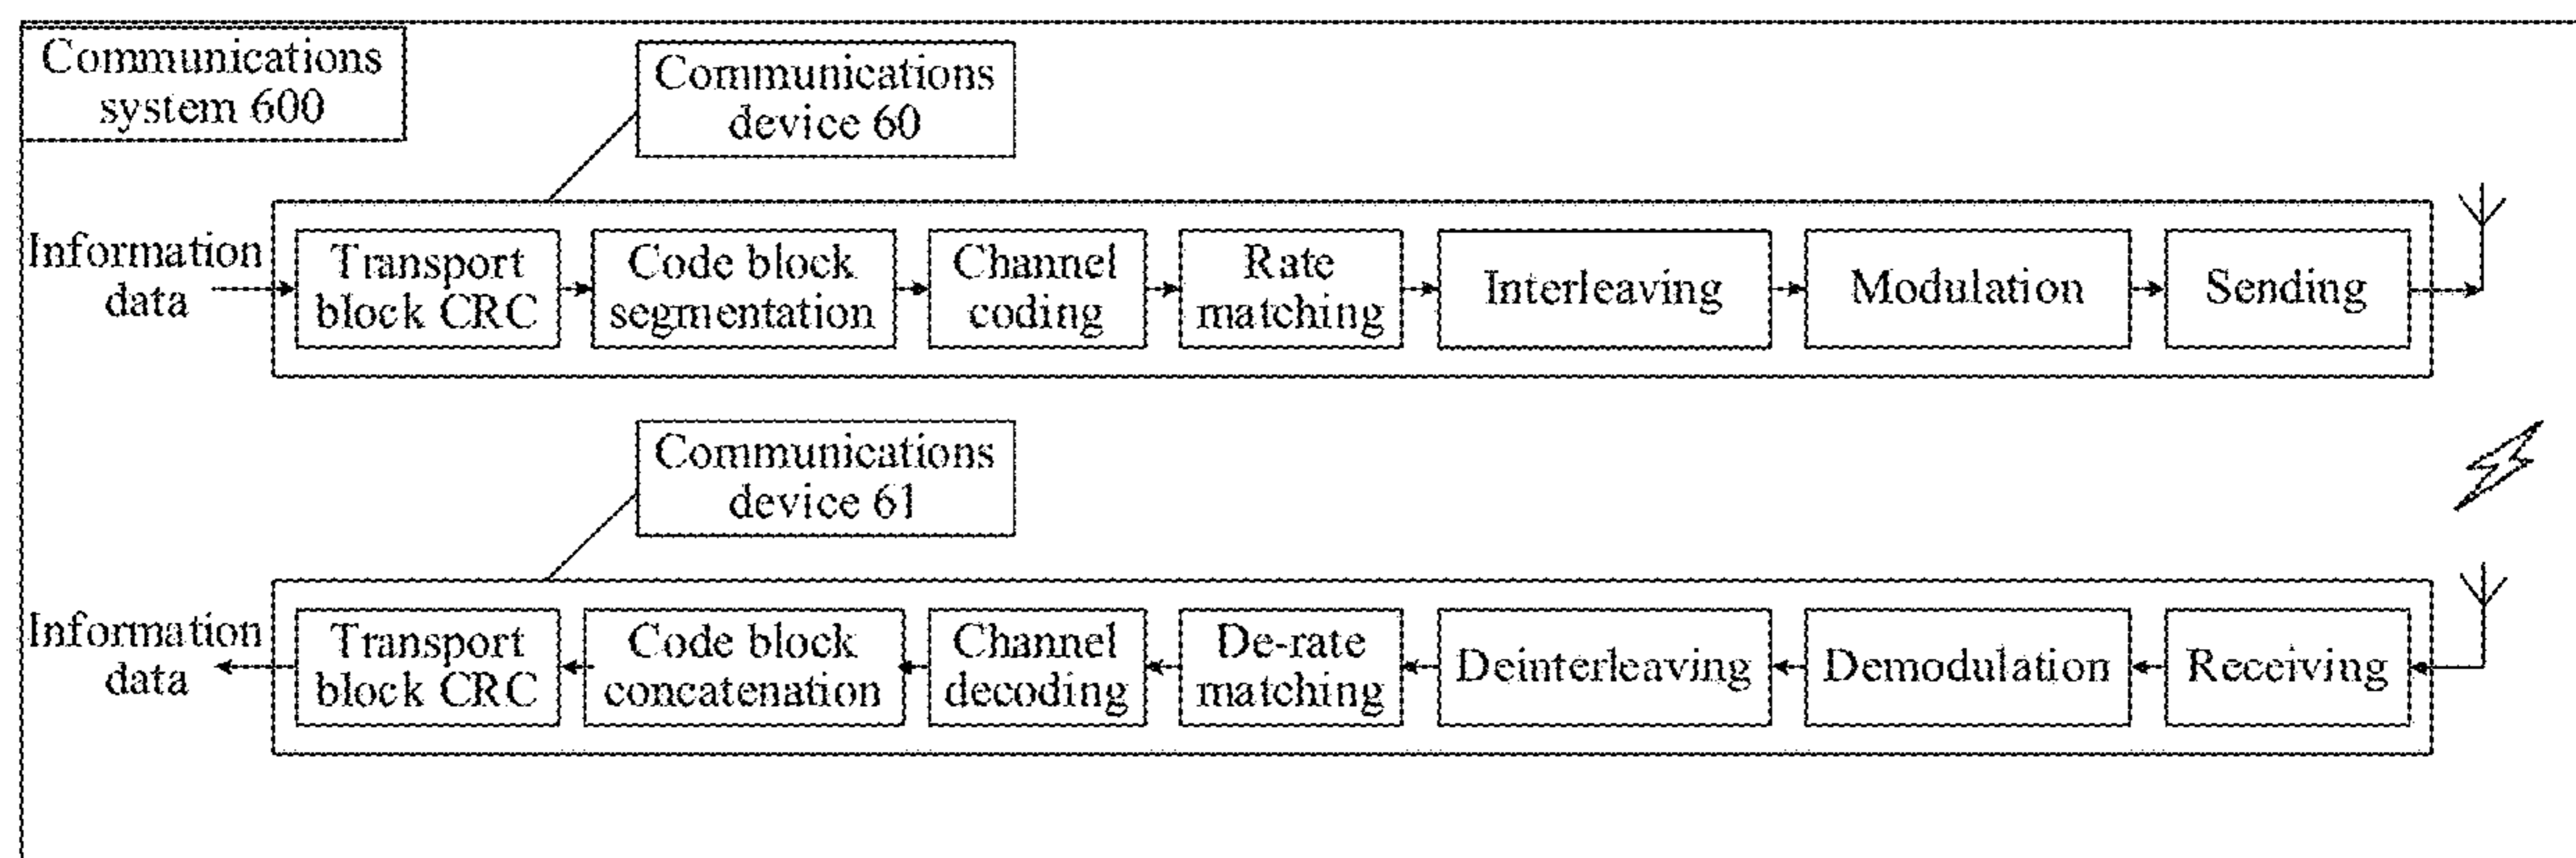 Communications
system 600
Communications
device 60
Information
data
Transport
block CRC
Code block
segmentation
Channel
coding
Rate
matching
Interleaving
Modulation
Sending
Communications
device 61
Information
data
Transport
block CRC
Code block
concatenation
Channel
decoding
De-rate
matching
Deinterleaving
Demodulation
Receiving